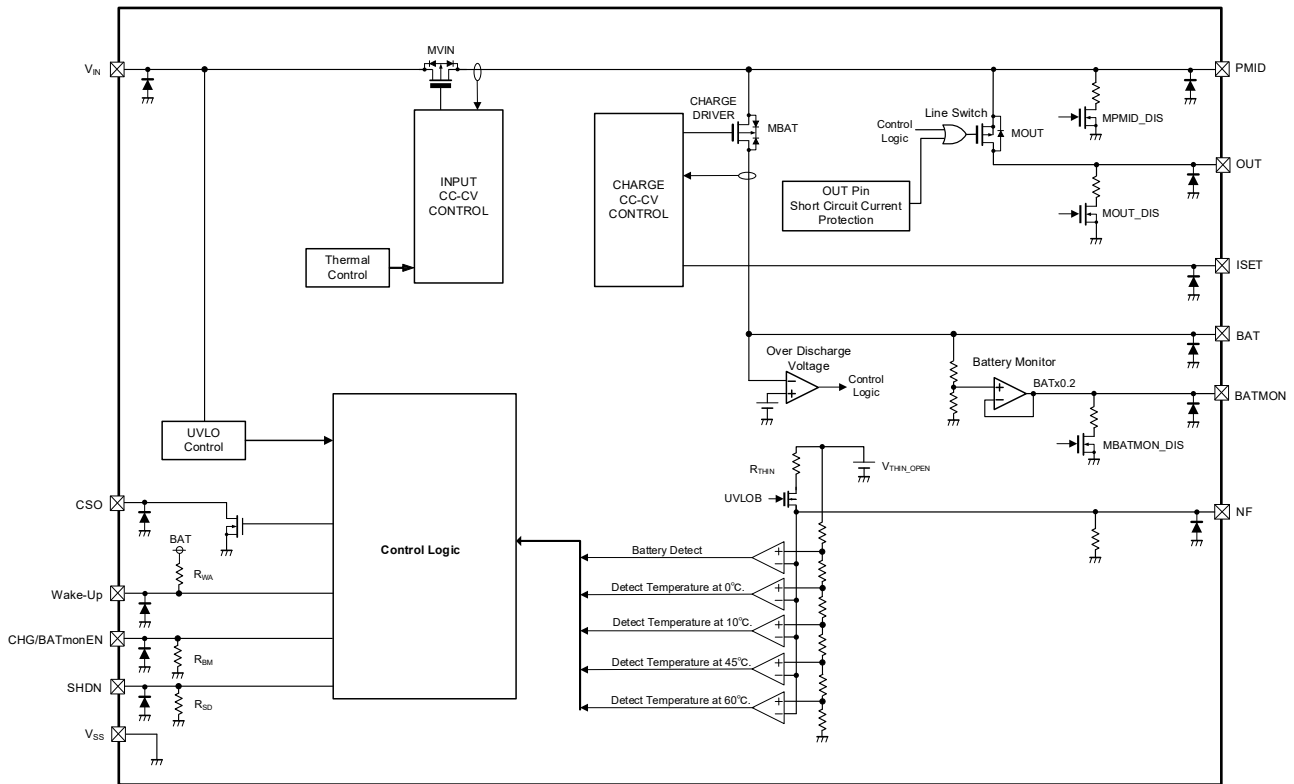 MVIN
VIN
PMID
CHARGE
DRIVER
MBAT
Line Switch
Control
Logic
MOUT
MPMID_DIS
OUT
INPUT
CC-CV
CONTROL
CHARGE
CC-CV
CONTROL
OUT Pin
Short Circuit Current
Protection
MOUT_DIS
Thermal
Control
ISET
BAT
Over Discharge
Voltage
Control
Logic
Battery Monitor
BATx0.2
BATMON
MBATMON_DIS
UVLO
Control
RTHIN
VTHIN_OPEN
UVLOB
CSO
NF
BAT
RWA
Control Logic
Battery Detect
Wake-Up
Detect Temperature at 0℃.
CHG/BATmonEN
RBM
Detect Temperature at 10℃.
SHDN
RSD
Detect Temperature at 45℃.
Detect Temperature at 60℃.
VSS